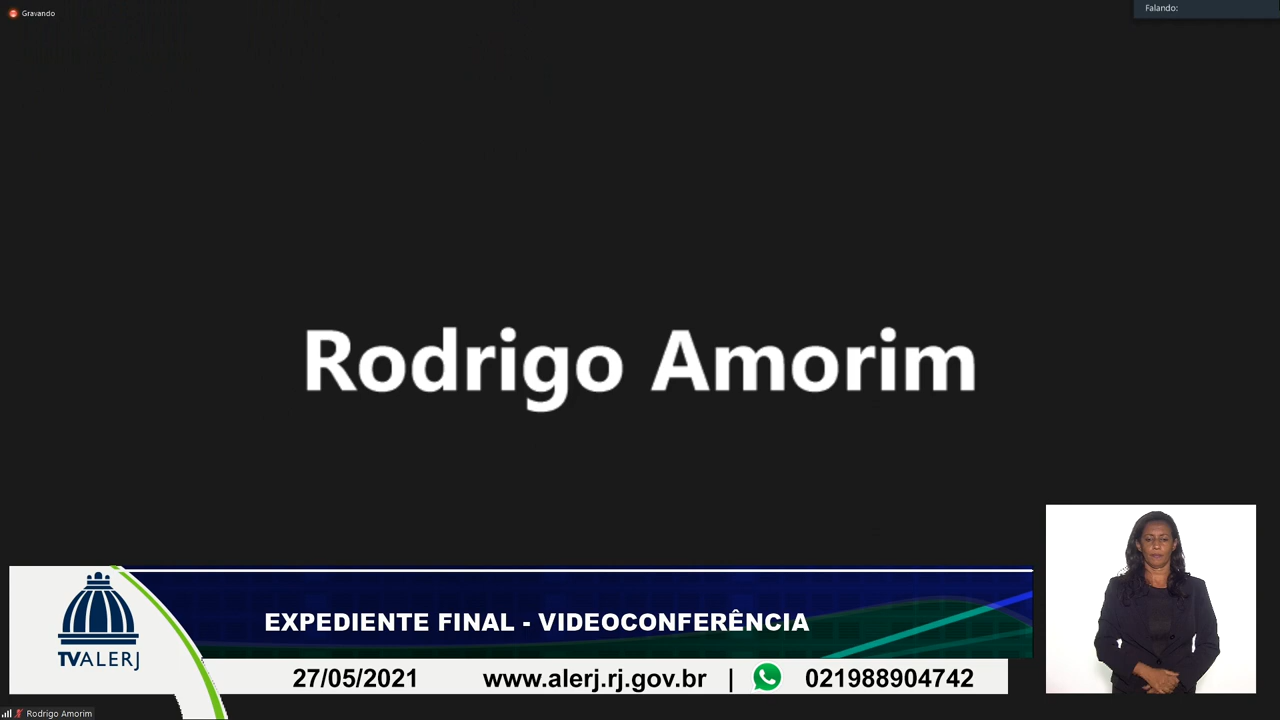 Gravando
Falando:
Rodrigo Amorim
EXPEDIENTE FINAL - VIDEOCONFERÊNCIA
TVALERJ
27/05/2021 www.alerj.rj.gov.br | 021988904742
Rodrigo Amorim